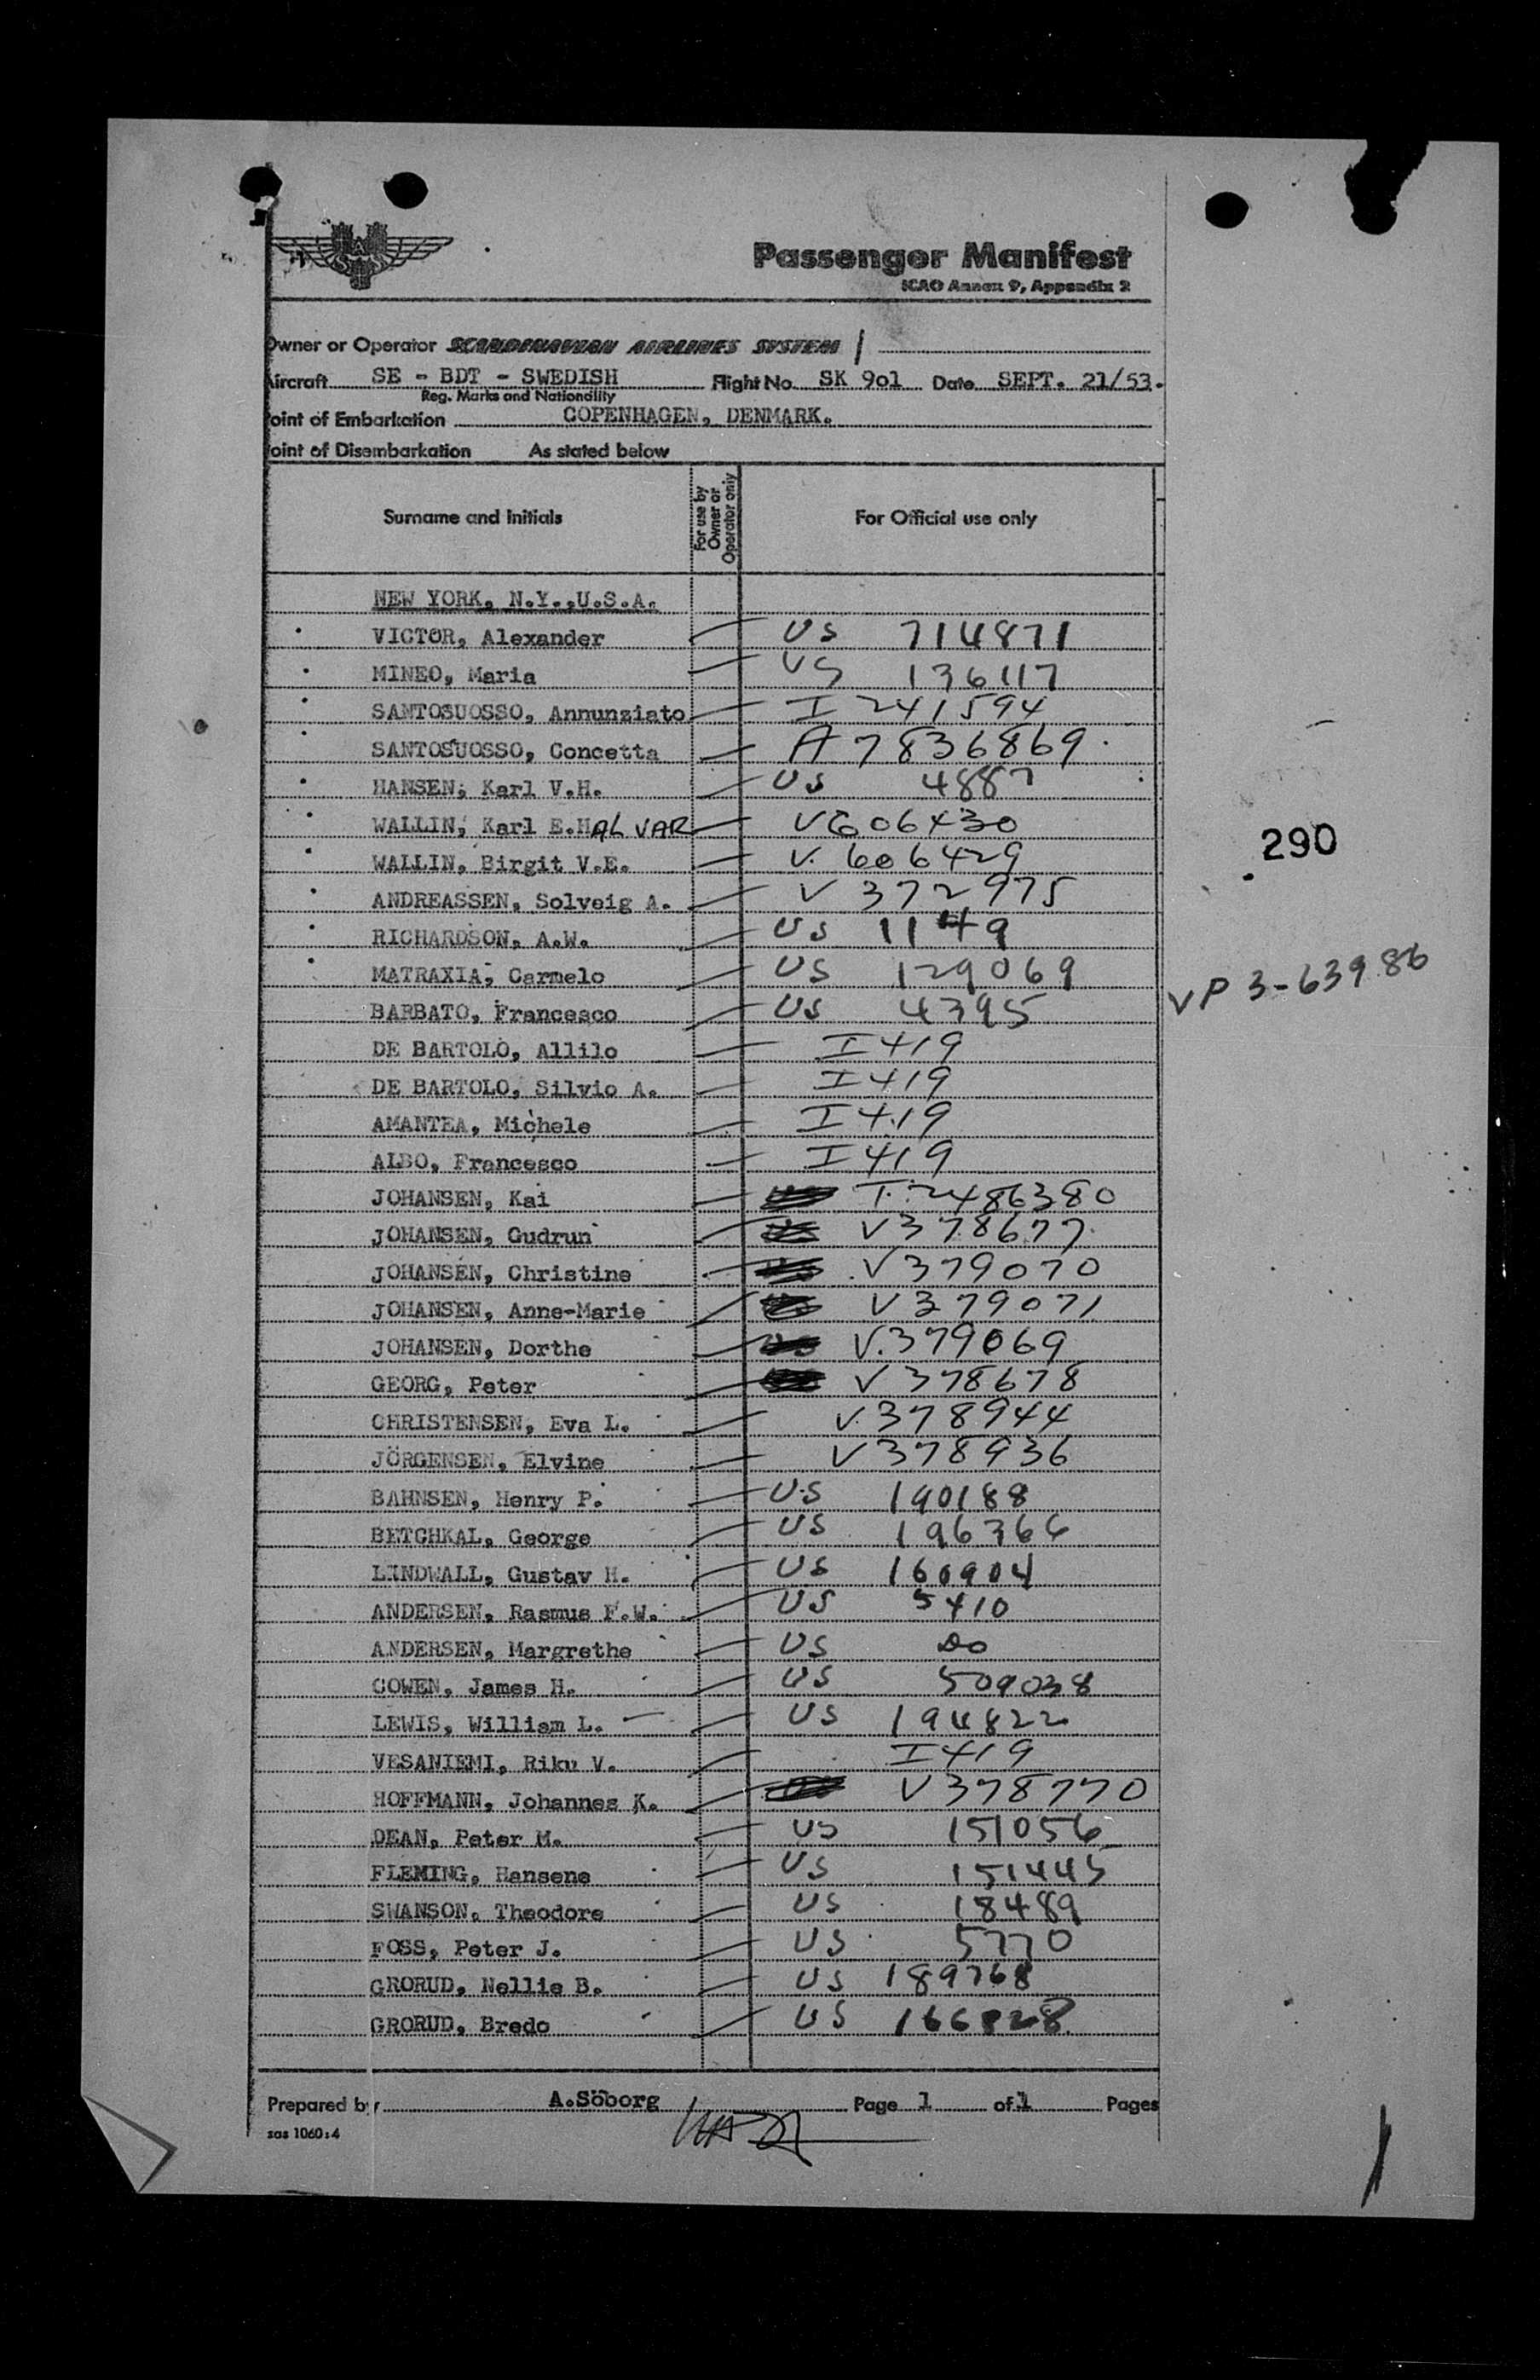 Passenger Manifest
ICAO Annex 9, Appendix 2
Owner or Operator SCANDINAVIAN AIRLINES SYSTEM
Aircraft SE - BDT - SWEDISH Flight No. SK 901 Date SEPT. 21/53.
Reg. Marks and Nationality
Point of Embarkation COPENHAGEN, DENMARK.
Point of Disembarkation As stated below
Surname and Initials For use by Owner or Operator only For Official use only
NEW YORK, N.Y.,U.S.A.
VICTOR, Alexander US 714871
MINEO, Maria US 136117
SANTOSUOSSO, Annunziato I 241594
SANTOSUOSSO, Concetta A 7836869
HANSEN, Karl V.H. US 4887
WALLIN, Karl E.HALVAR V606430
290
WALLIN, Birgit V.E. V. 606429
ANDREASSEN, Solveig A. V 372975
RICHARDSON, A.W. US 1149
MATRAXIA, Carmelo US 129069
VP 3-63986
BARBATO, Francesco US 4395
DE BARTOLO, Allilo I 419
DE BARTOLO, Silvio A. I 419
AMANTEA, Michele I 419
ALBO, Francesco I 419
JOHANSEN, Kai T. 2486380
JOHANSEN, Gudrun V378677
JOHANSEN, Christine V379070
JOHANSEN, Anne-Marie V379071
JOHANSEN, Dorthe V.379069
GEORG, Peter V 378678
CHRISTENSEN, Eva L. V.378944
JÖRGENSEN, Elvine V378936
BAHNSEN, Henry P. US 190188
BETCHKAL, George US 196366
LINDWALL, Gustav H. US 160904
ANDERSEN, Rasmus F.W. US 5410
ANDERSEN, Margrethe US Do
COWEN, James H. US 509038
LEWIS, William L. US 194822
VESANIEMI, Riku V. I 419
HOFFMANN, Johannes K. V378770
DEAN, Peter M. US 151056
FLEMING, Hansene US 151445
SWANSON, Theodore US 18489
FOSS, Peter J. US 5770
GRORUD, Nellie B. US 189768
GRORUD, Bredo US
Prepared by A.Söborg Page 1 of 1 Pages
sas 1060:4